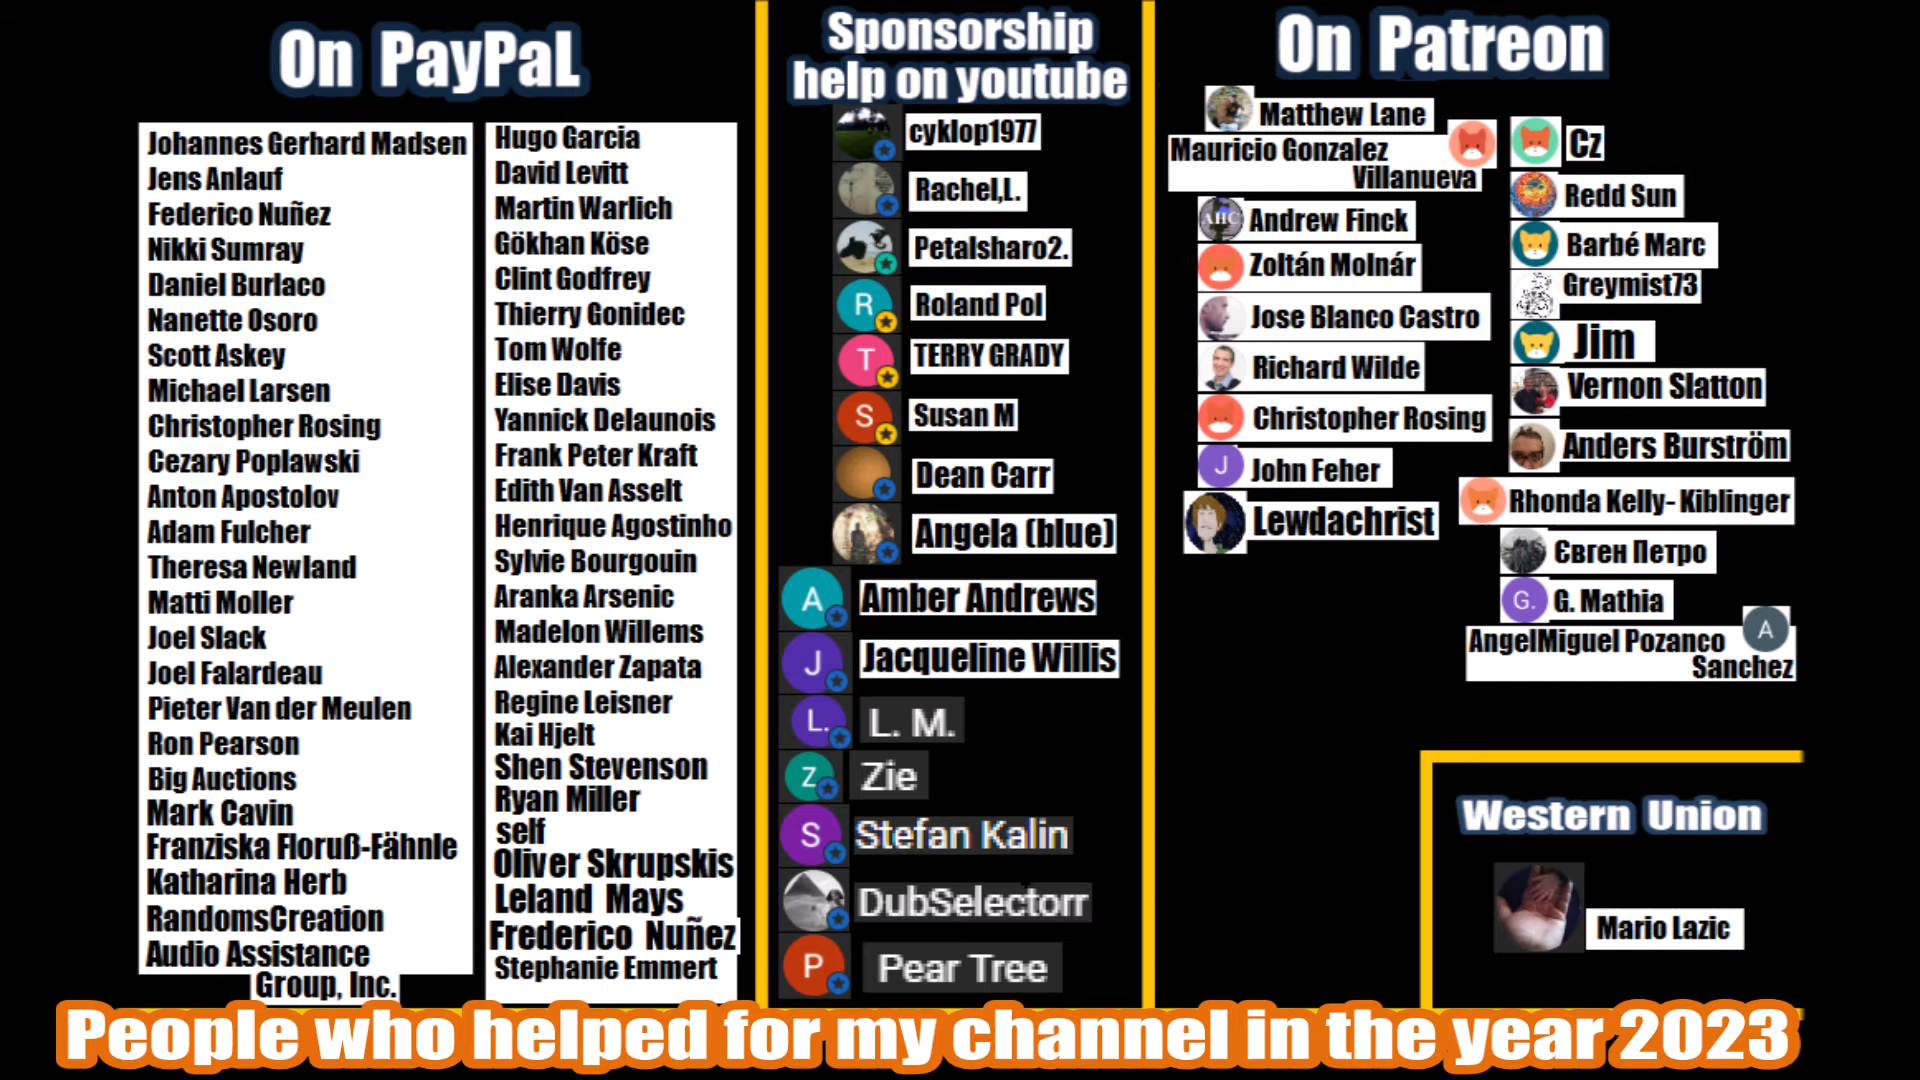 On PayPaL
Johannes Gerhard Madsen
Jens Anlauf
Federico Nuñez
Nikki Sumray
Daniel Burlaco
Nanette Osoro
Scott Askey
Michael Larsen
Christopher Rosing
Cezary Poplawski
Anton Apostolov
Adam Fulcher
Theresa Newland
Matti Moller
Joel Slack
Joel Falardeau
Pieter Van der Meulen
Ron Pearson
Big Auctions
Mark Cavin
Franziska Floruß-Fähnle
Katharina Herb
RandomsCreation
Audio Assistance
Group, Inc.
Hugo Garcia
David Levitt
Martin Warlich
Gökhan Köse
Clint Godfrey
Thierry Gonidec
Tom Wolfe
Elise Davis
Yannick Delaunois
Frank Peter Kraft
Edith Van Asselt
Henrique Agostinho
Sylvie Bourgouin
Aranka Arsenic
Madelon Willems
Alexander Zapata
Regine Leisner
Kai Hjelt
Shen Stevenson
Ryan Miller
self
Oliver Skrupskis
Leland Mays
Frederico Nuñez
Stephanie Emmert
Sponsorship
help on youtube
cyklop1977
Rachel,L.
Petalsharo2.
R Roland Pol
T TERRY GRADY
S Susan M
Dean Carr
Angela (blue)
A Amber Andrews
J Jacqueline Willis
L. L. M.
Z Zie
S Stefan Kalin
DubSelectorr
P Pear Tree
On Patreon
Matthew Lane
Mauricio Gonzalez
Villanueva
AHC Andrew Finck
Zoltán Molnár
Jose Blanco Castro
Richard Wilde
Christopher Rosing
J John Feher
Lewdachrist
Cz
Redd Sun
Barbé Marc
Greymist73
Jim
Vernon Slatton
Anders Burström
Rhonda Kelly- Kiblinger
Євген Петро
G. G. Mathia
AngelMiguel Pozanco A
Sanchez
Western Union
Mario Lazic
People who helped for my channel in the year 2023